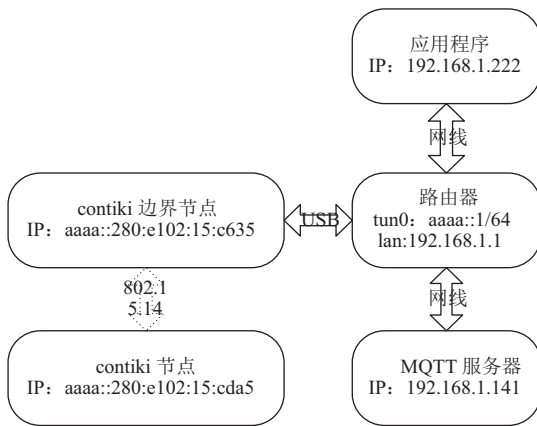 应用程序
IP：192.168.1.222
网线
contiki 边界节点
IP：aaaa::280:e102:15:c635
USB
路由器
tun0：aaaa::1/64
lan:192.168.1.1
802.1
5.14
网线
contiki 节点
IP：aaaa::280:e102:15:cda5
MQTT 服务器
IP：192.168.1.141